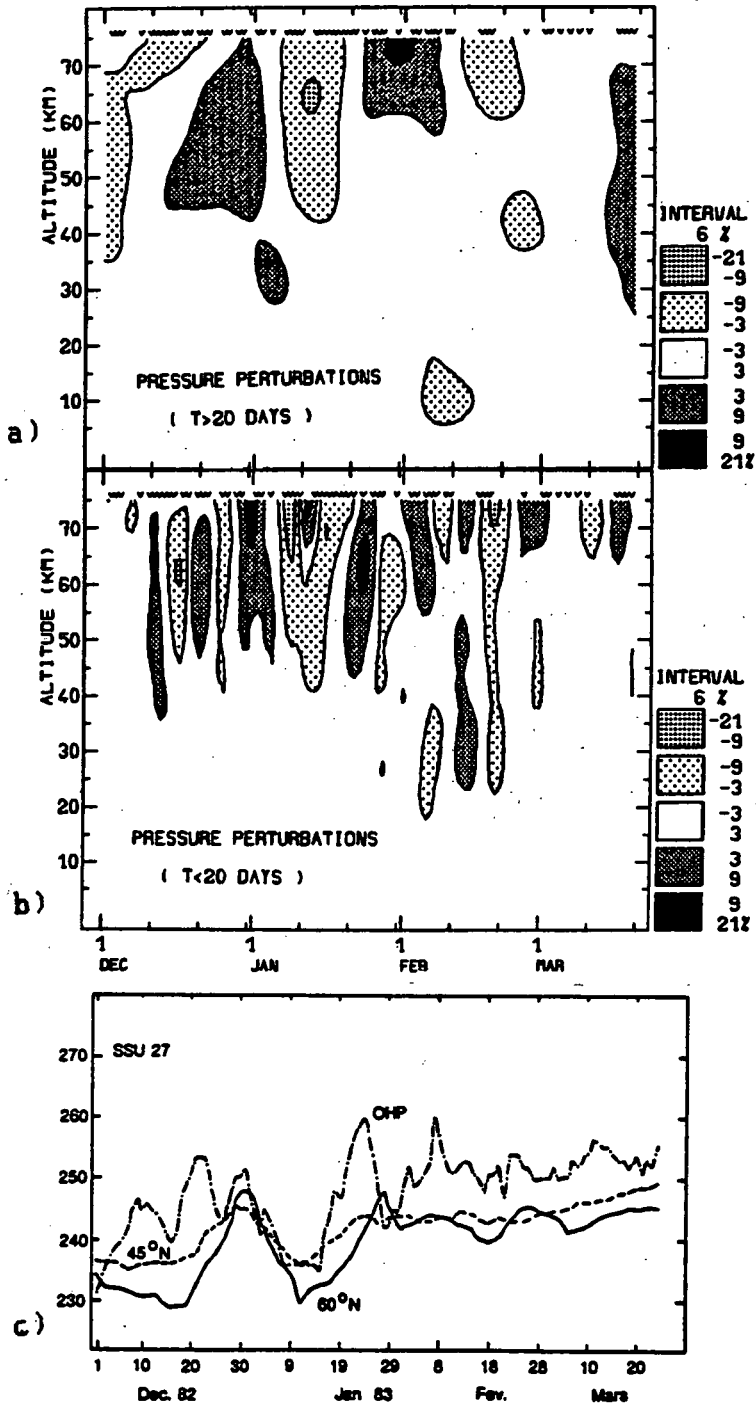 70
60
50
40
30
20
10
ALTITUDE (KM)
PRESSURE PERTURBATIONS
( T>20 DAYS )
a)
INTERVAL
6 %
-21
-9
-9
-3
-3
3
3
9
9
21%
70
60
50
40
30
20
10
ALTITUDE (KM)
PRESSURE PERTURBATIONS
( T<20 DAYS )
b)
INTERVAL
6 %
-21
-9
-9
-3
-3
3
3
9
9
21%
1 1 1 1
DEC JAN FEB MAR
SSU 27
270
260
250
240
230
OHP
45°N
60°N
c)
1 10 20 30 9 19 29 8 18 28 10 20
Dec. 82 Jan 83 Fev. Mars